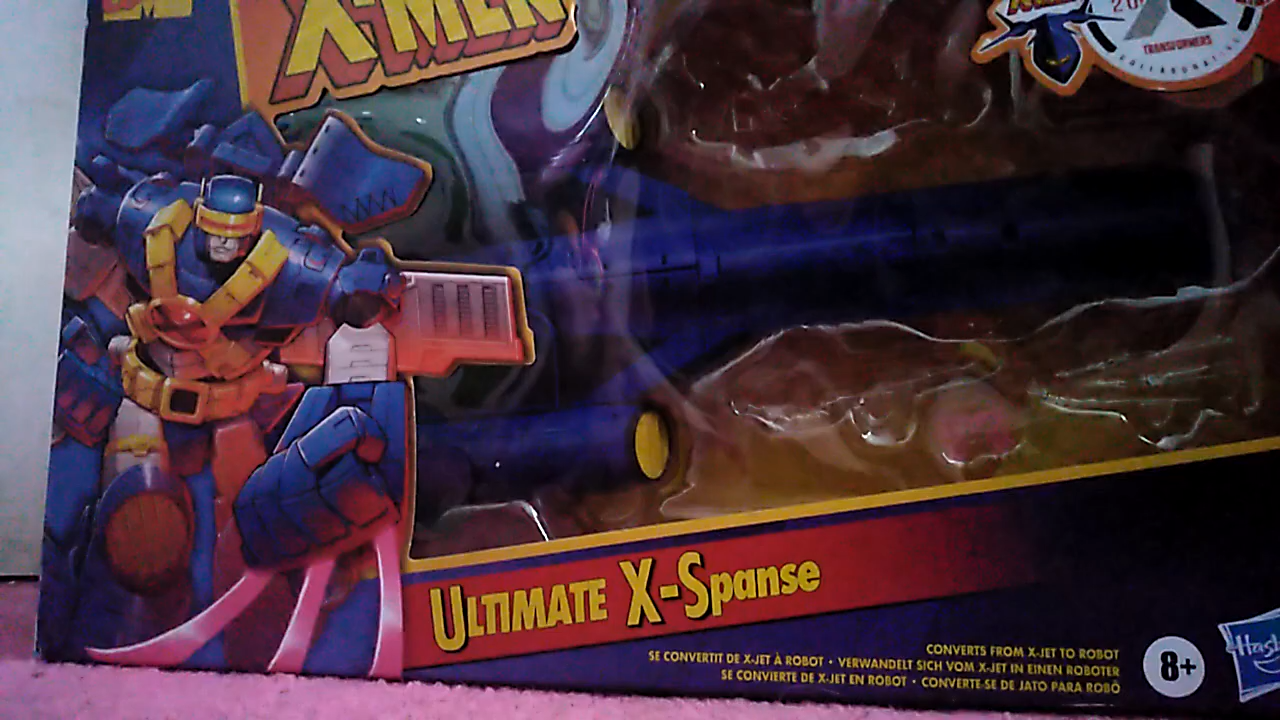 X-MEN
TRANSFORMERS
ULTIMATE X-SPANSE
CONVERTS FROM X-JET TO ROBOT
SE CONVERTIT DE X-JET À ROBOT • VERWANDELT SICH VOM X-JET IN EINEN ROBOTER
SE CONVIERTE DE X-JET EN ROBOT • CONVERTE-SE DE JATO PARA ROBÔ
8+